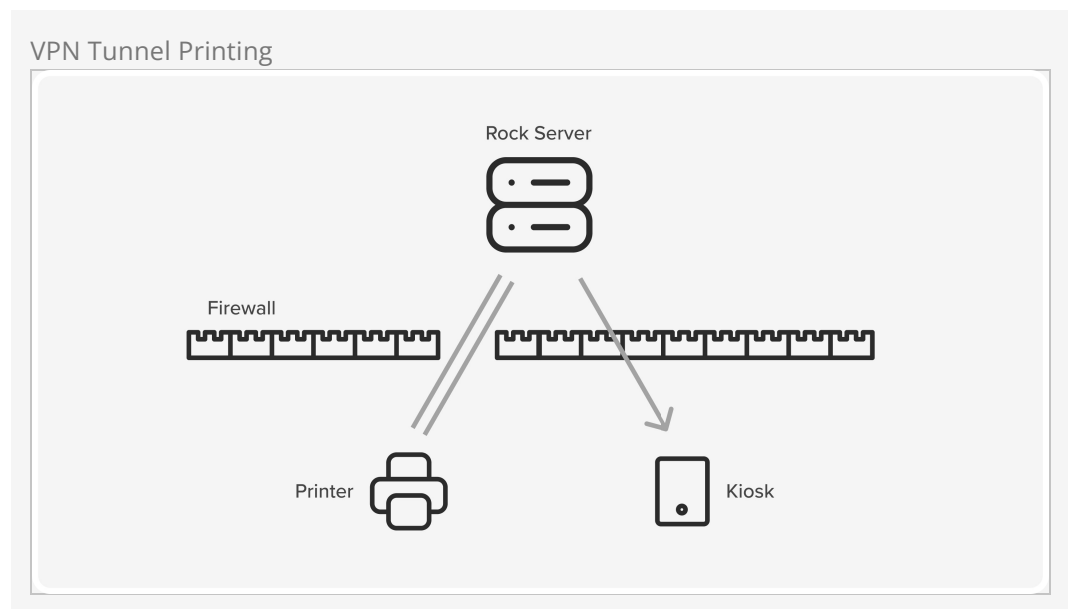 VPN Tunnel Printing
Rock Server
Firewall
Printer
Kiosk